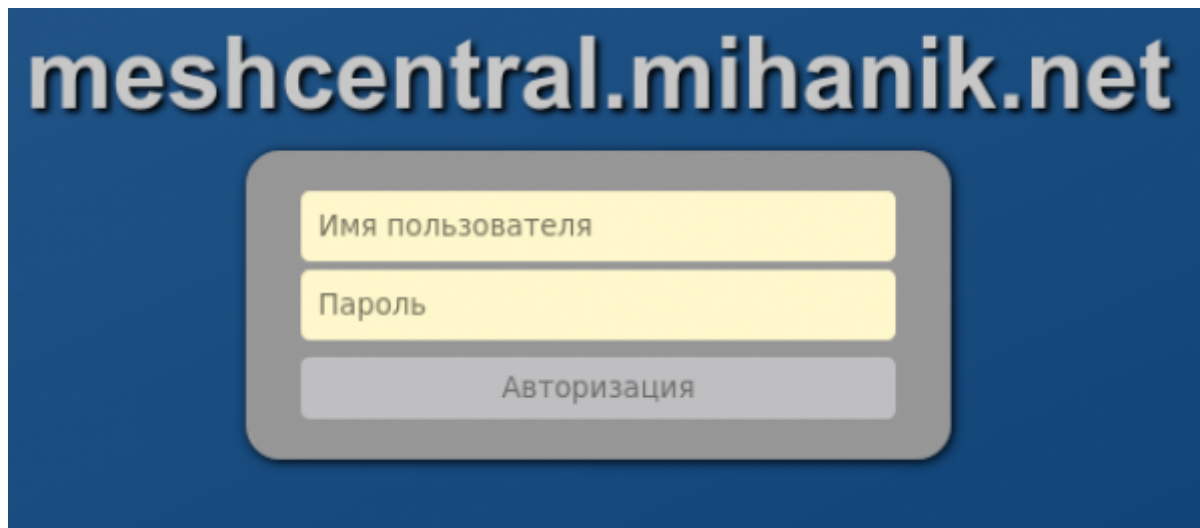 meshcentral.mihanik.net
Имя пользователя
Пароль
Авторизация